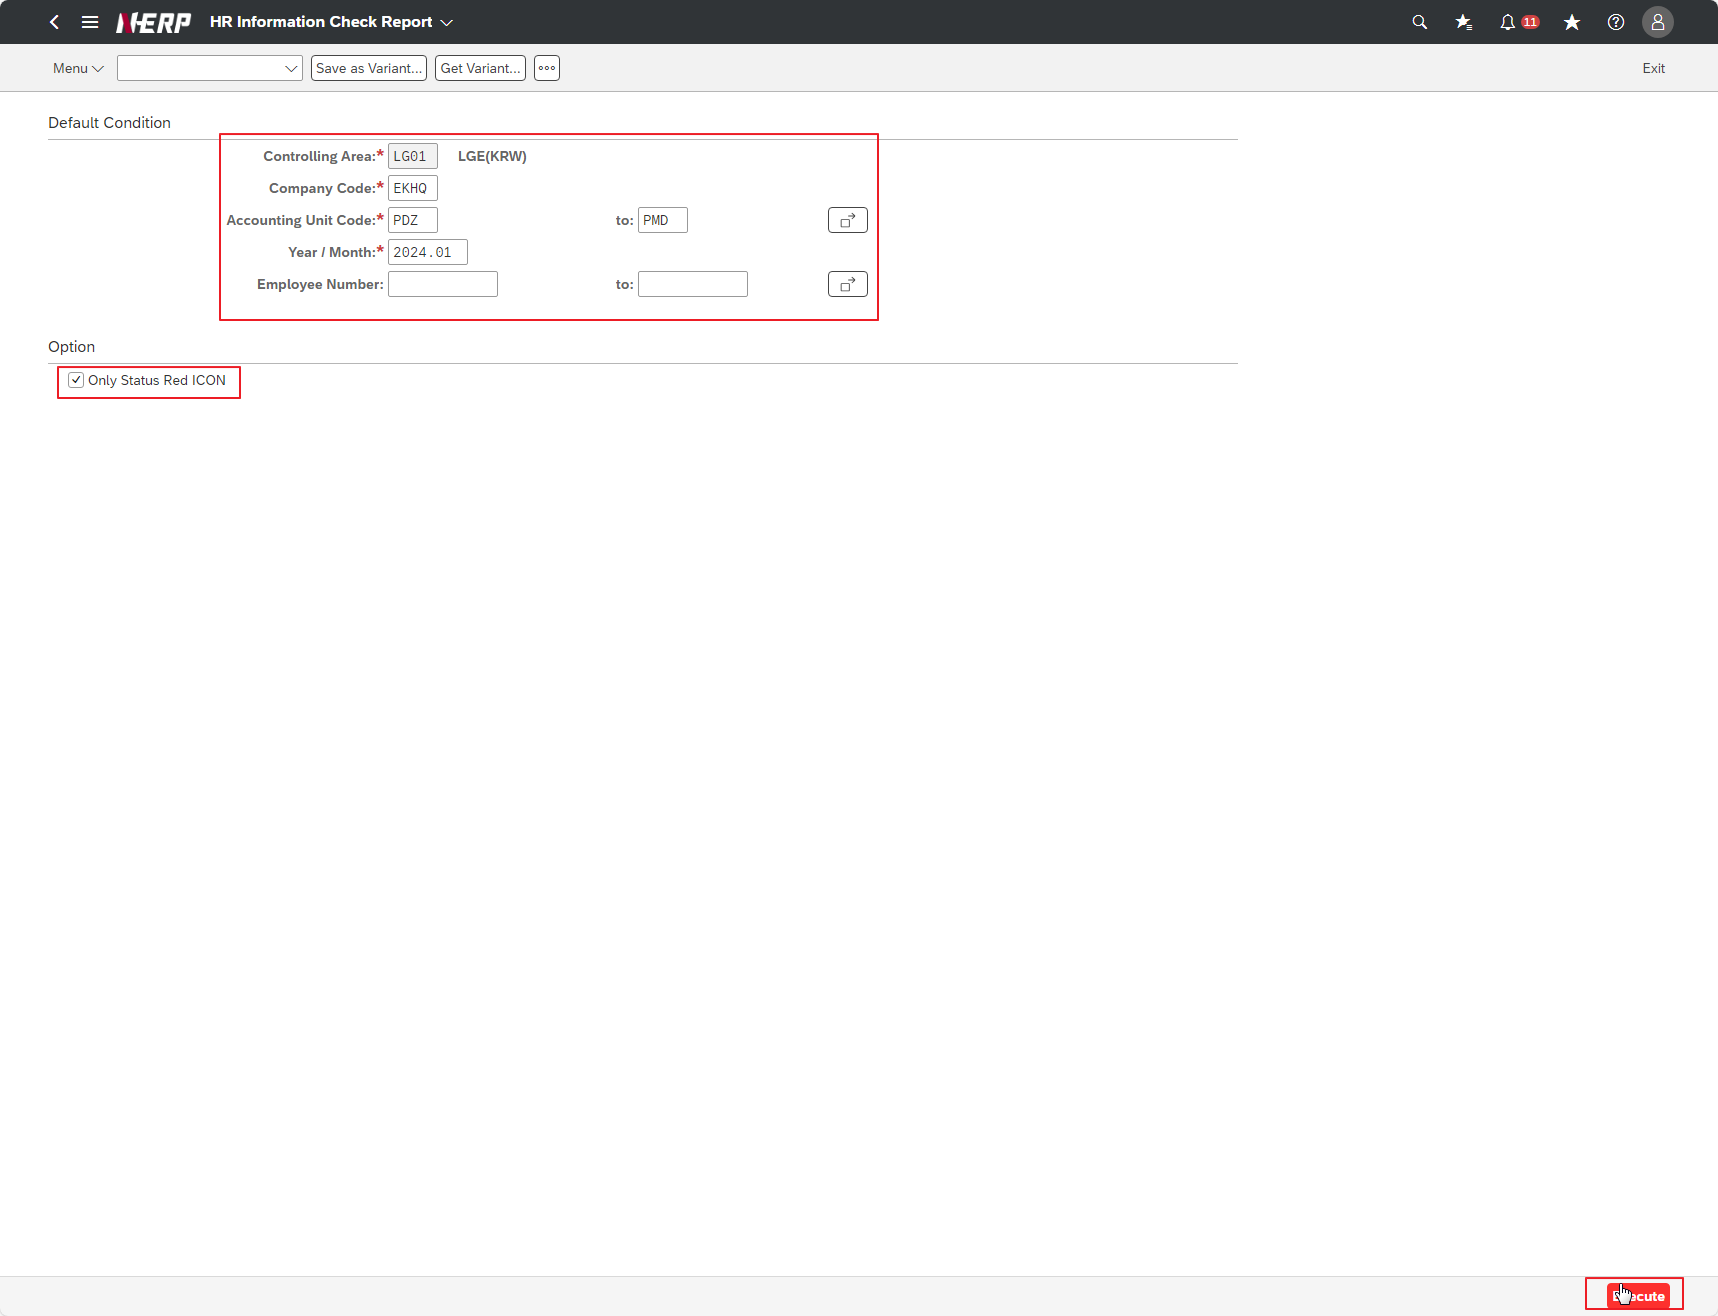 NERP HR Information Check Report 11
Menu Save as Variant... Get Variant... Exit
Default Condition
Controlling Area:* LG01 LGE(KRW)
Company Code:* EKHQ
Accounting Unit Code:* PDZ to: PMD
Year / Month:* 2024.01
Employee Number: to:
Option
Only Status Red ICON